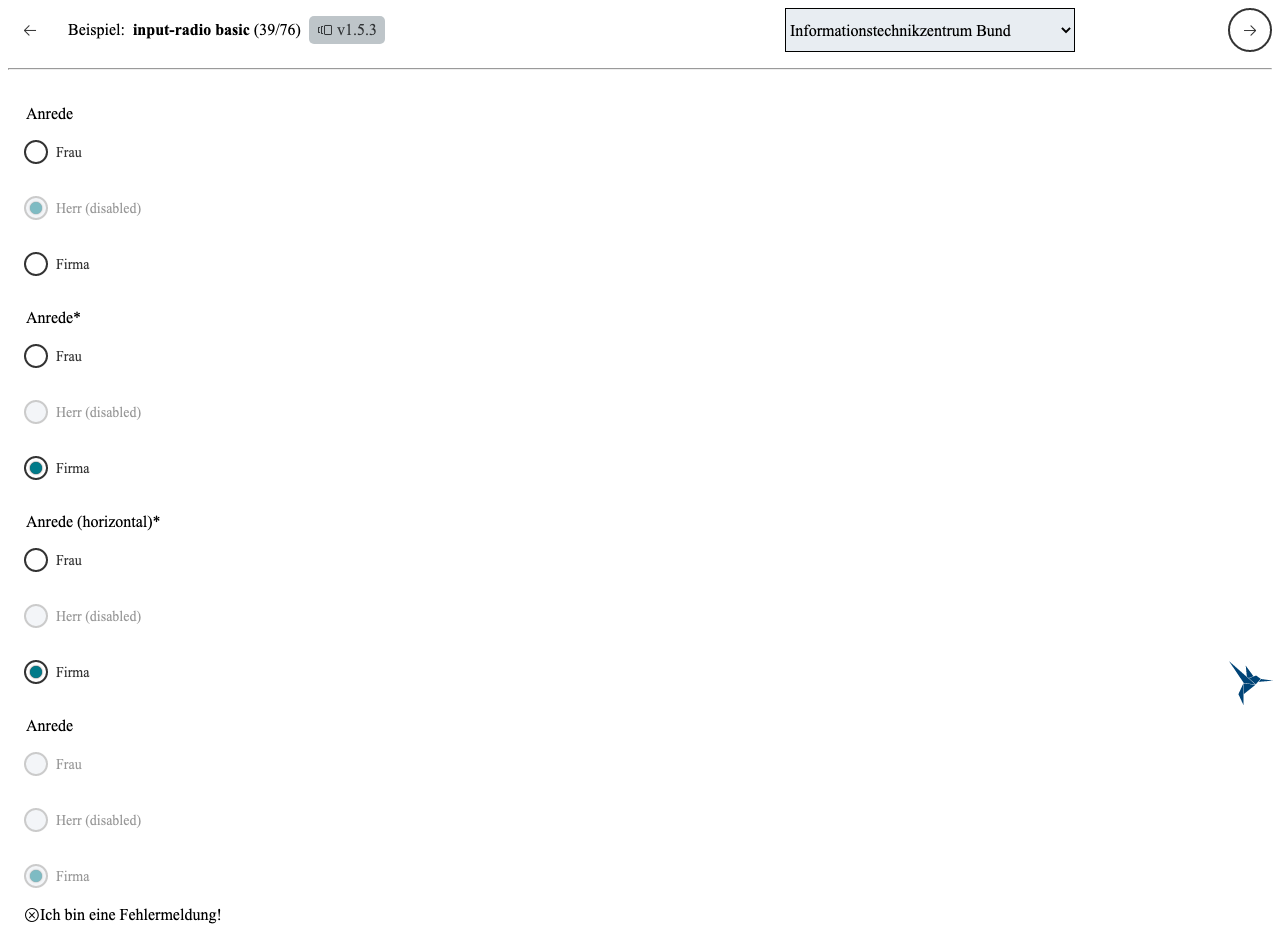 Beispiel: input-radio basic (39/76) v1.5.3 Informationstechnikzentrum Bund
Anrede
Frau
Herr (disabled)
Firma
Anrede*
Frau
Herr (disabled)
Firma
Anrede (horizontal)*
Frau
Herr (disabled)
Firma
Anrede
Frau
Herr (disabled)
Firma
Ich bin eine Fehlermeldung!